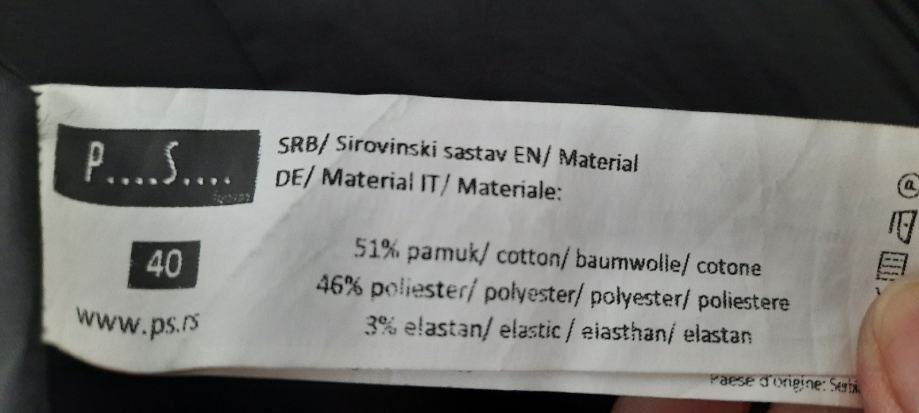 P....S....
SRB/ Sirovinski sastav EN/ Material
DE/ Material IT/ Materiale:
40
www.ps.rs
51% pamuk/ cotton/ baumwolle/ cotone
46% poliester/ polyester/ polyester/ poliestere
3% elastan/ elastic / elasthan/ elastan
Paese d'origine: